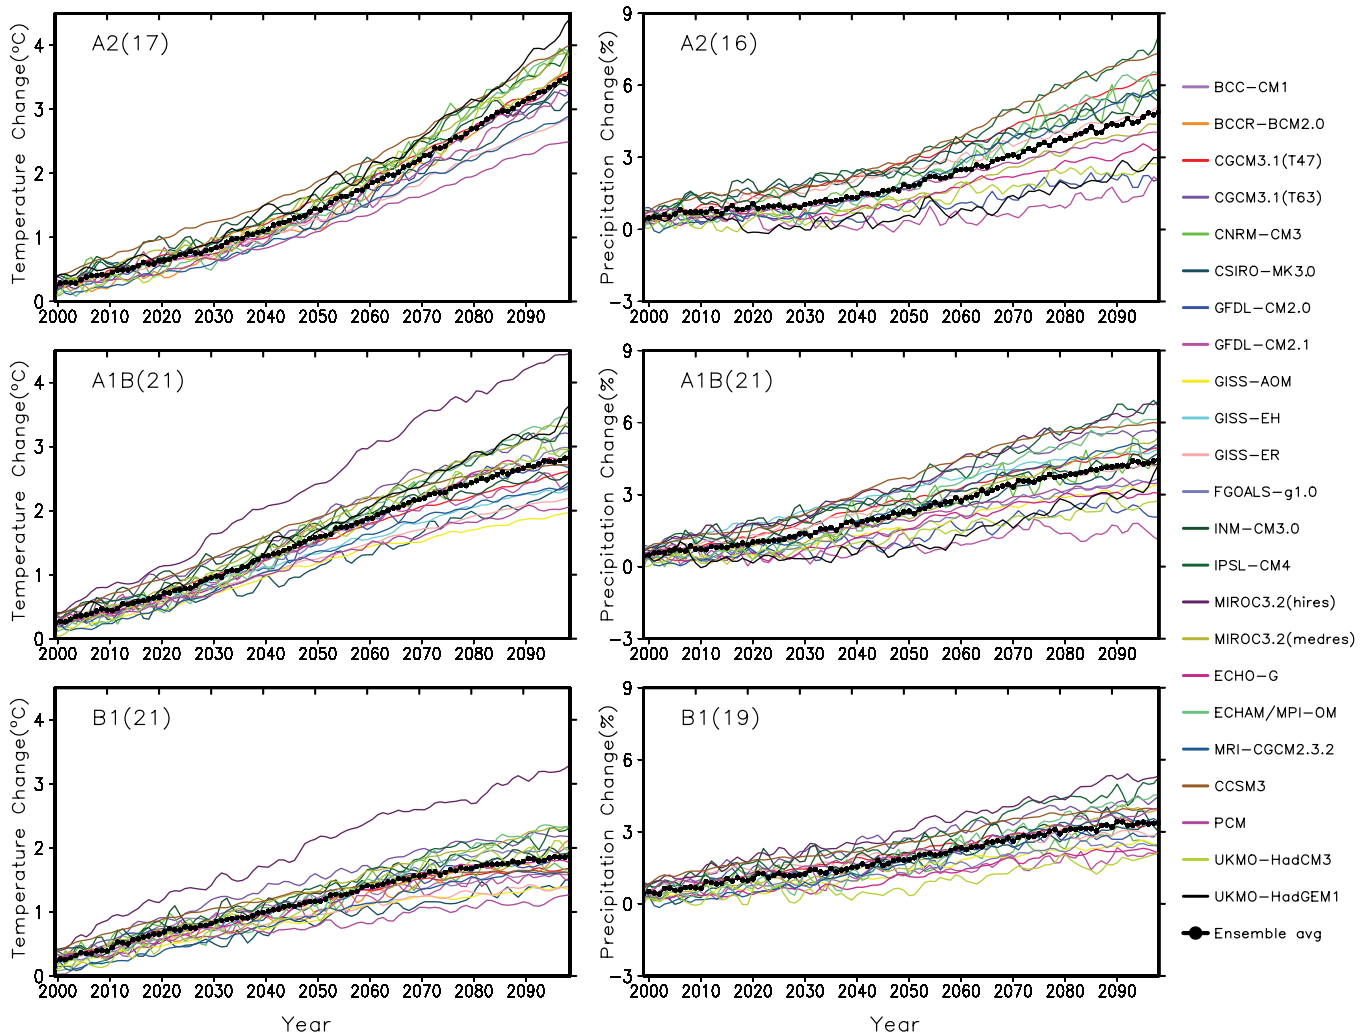 A2(17)
Temperature Change(°C)
4
3
2
1
0
2000 2010 2020 2030 2040 2050 2060 2070 2080 2090
A2(16)
Precipitation Change(%)
9
6
3
0
−3
2000 2010 2020 2030 2040 2050 2060 2070 2080 2090
A1B(21)
Temperature Change(°C)
4
3
2
1
0
2000 2010 2020 2030 2040 2050 2060 2070 2080 2090
A1B(21)
Precipitation Change(%)
9
6
3
0
−3
2000 2010 2020 2030 2040 2050 2060 2070 2080 2090
B1(21)
Temperature Change(°C)
4
3
2
1
0
2000 2010 2020 2030 2040 2050 2060 2070 2080 2090
Year
B1(19)
Precipitation Change(%)
9
6
3
0
−3
2000 2010 2020 2030 2040 2050 2060 2070 2080 2090
Year
BCC−CM1
BCCR−BCM2.0
CGCM3.1(T47)
CGCM3.1(T63)
CNRM−CM3
CSIRO−MK3.0
GFDL−CM2.0
GFDL−CM2.1
GISS−AOM
GISS−EH
GISS−ER
FGOALS−g1.0
INM−CM3.0
IPSL−CM4
MIROC3.2(hires)
MIROC3.2(medres)
ECHO−G
ECHAM/MPI−OM
MRI−CGCM2.3.2
CCSM3
PCM
UKMO−HadCM3
UKMO−HadGEM1
Ensemble avg